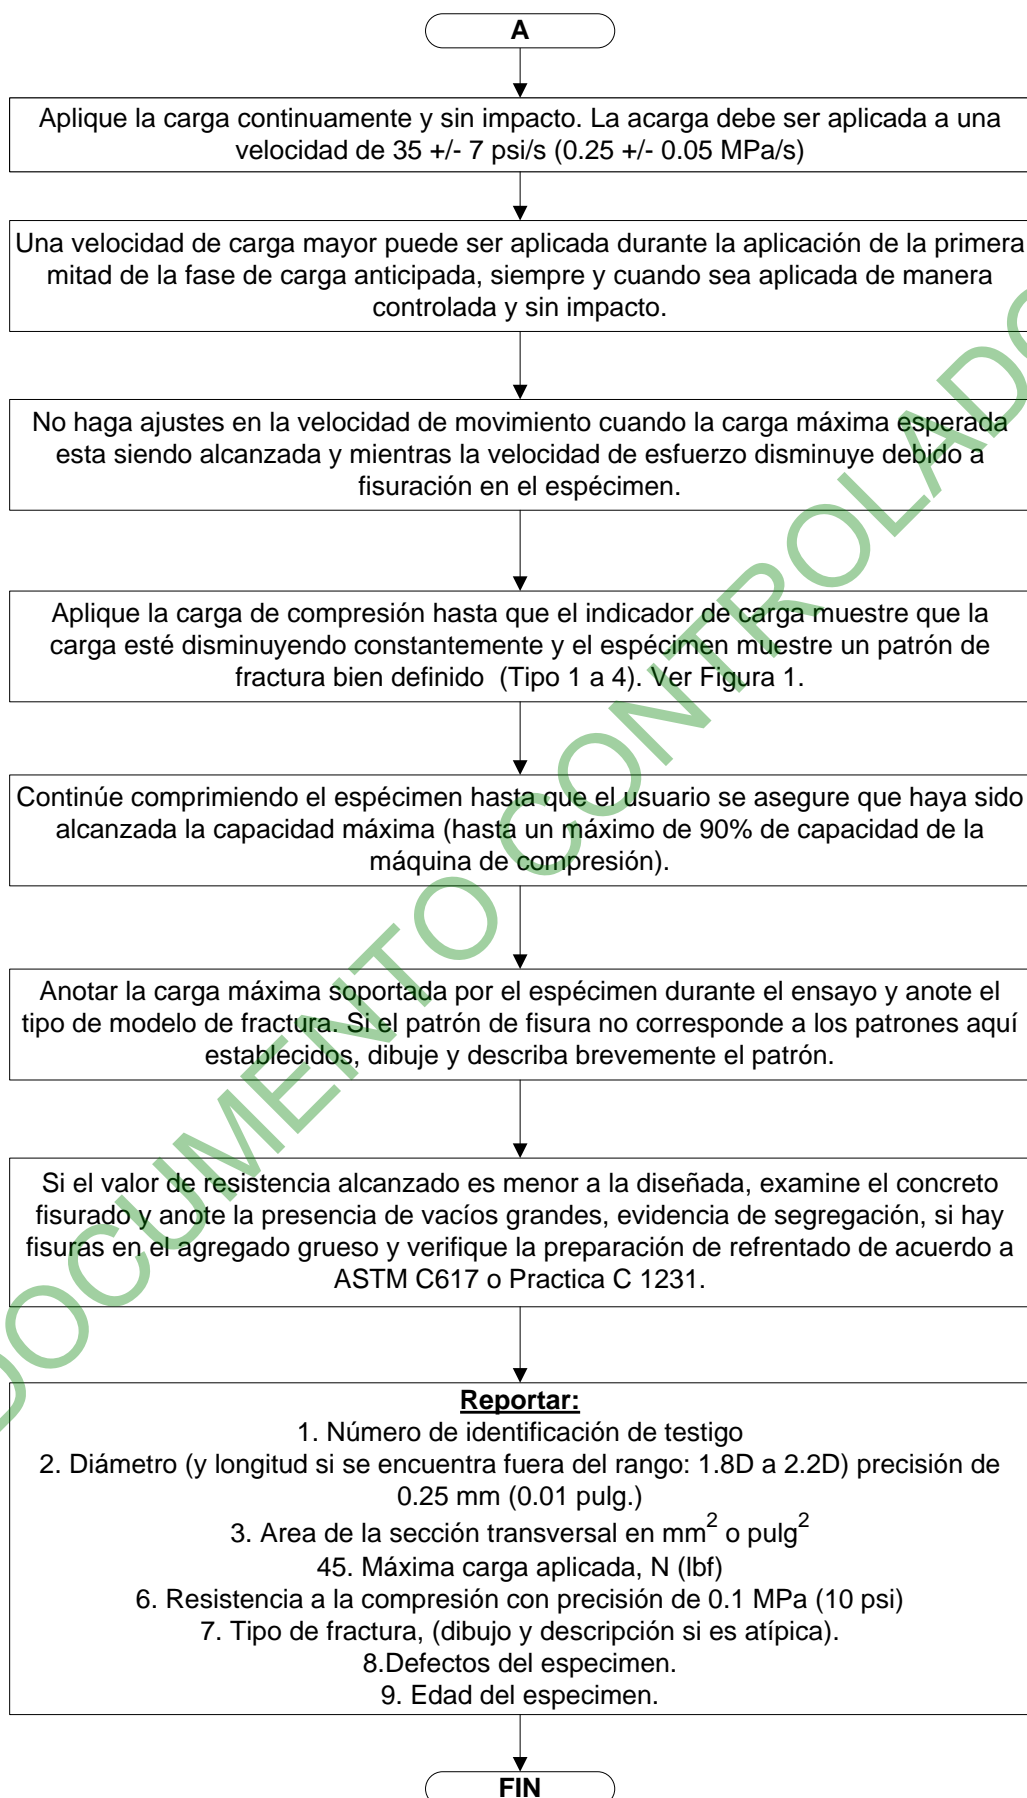 A
Aplique la carga continuamente y sin impacto. La acarga debe ser aplicada a una
velocidad de 35 +/- 7 psi/s (0.25 +/- 0.05 MPa/s)
Una velocidad de carga mayor puede ser aplicada durante la aplicación de la primera
mitad de la fase de carga anticipada, siempre y cuando sea aplicada de manera
controlada y sin impacto.
No haga ajustes en la velocidad de movimiento cuando la carga máxima esperada
esta siendo alcanzada y mientras la velocidad de esfuerzo disminuye debido a
fisuración en el espécimen.
Aplique la carga de compresión hasta que el indicador de carga muestre que la
carga esté disminuyendo constantemente y el espécimen muestre un patrón de
fractura bien definido  (Tipo 1 a 4). Ver Figura 1.
Continúe comprimiendo el espécimen hasta que el usuario se asegure que haya sido
alcanzada la capacidad máxima (hasta un máximo de 90% de capacidad de la
máquina de compresión).
Anotar la carga máxima soportada por el espécimen durante el ensayo y anote el
tipo de modelo de fractura. Si el patrón de fisura no corresponde a los patrones aquí
establecidos, dibuje y describa brevemente el patrón.
Si el valor de resistencia alcanzado es menor a la diseñada, examine el concreto
fisurado y anote la presencia de vacíos grandes, evidencia de segregación, si hay
fisuras en el agregado grueso y verifique la preparación de refrentado de acuerdo a
ASTM C617 o Practica C 1231.
Reportar:
1. Número de identificación de testigo
2. Diámetro (y longitud si se encuentra fuera del rango: 1.8D a 2.2D) precisión de
0.25 mm (0.01 pulg.)
3. Area de la sección transversal en mm² o pulg²
45. Máxima carga aplicada, N (lbf)
6. Resistencia a la compresión con precisión de 0.1 MPa (10 psi)
7. Tipo de fractura, (dibujo y descripción si es atípica).
8.Defectos del especimen.
9. Edad del especimen.
FIN
DOCUMENTO CONTROLADO